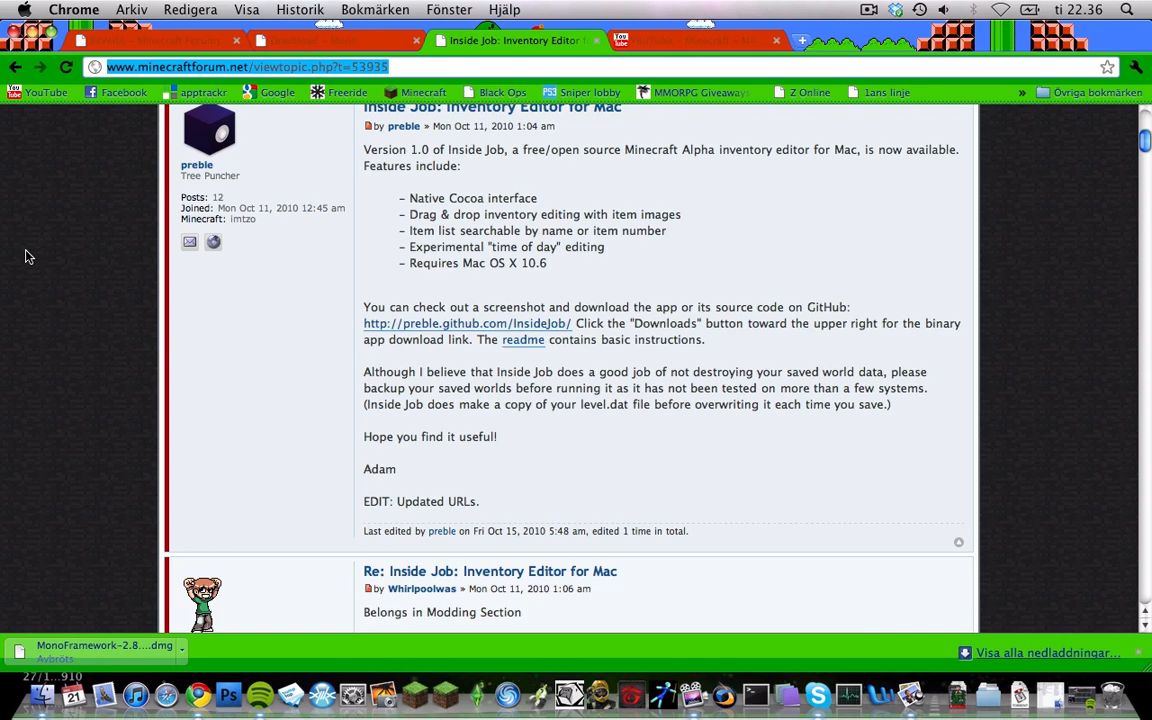 Chrome Arkiv Redigera Visa Historik Bokmärken Fönster Hjälp ti 22.36
Inside Job: Inventory Editor f
www.minecraftforum.net/viewtopic.php?t=53935
YouTube Facebook apptrackr Google Freeride Minecraft Black Ops Sniper lobby MMORPG Giveaways Z Online 1ans linje » Övriga bokmärken
Inside Job: Inventory Editor for Mac
by preble » Mon Oct 11, 2010 1:04 am
preble
Tree Puncher
Posts: 12
Joined: Mon Oct 11, 2010 12:45 am
Minecraft: imtzo
Version 1.0 of Inside Job, a free/open source Minecraft Alpha inventory editor for Mac, is now available.
Features include:
- Native Cocoa interface
- Drag & drop inventory editing with item images
- Item list searchable by name or item number
- Experimental "time of day" editing
- Requires Mac OS X 10.6
You can check out a screenshot and download the app or its source code on GitHub:
http://preble.github.com/InsideJob/ Click the "Downloads" button toward the upper right for the binary
app download link. The readme contains basic instructions.
Although I believe that Inside Job does a good job of not destroying your saved world data, please
backup your saved worlds before running it as it has not been tested on more than a few systems.
(Inside Job does make a copy of your level.dat file before overwriting it each time you save.)
Hope you find it useful!
Adam
EDIT: Updated URLs.
Last edited by preble on Fri Oct 15, 2010 5:48 am, edited 1 time in total.
Re: Inside Job: Inventory Editor for Mac
by Whirlpoolwas » Mon Oct 11, 2010 1:06 am
Belongs in Modding Section
MonoFramework-2.8....dmg
Avbröts
Visa alla nedladdningar...
27/1...910